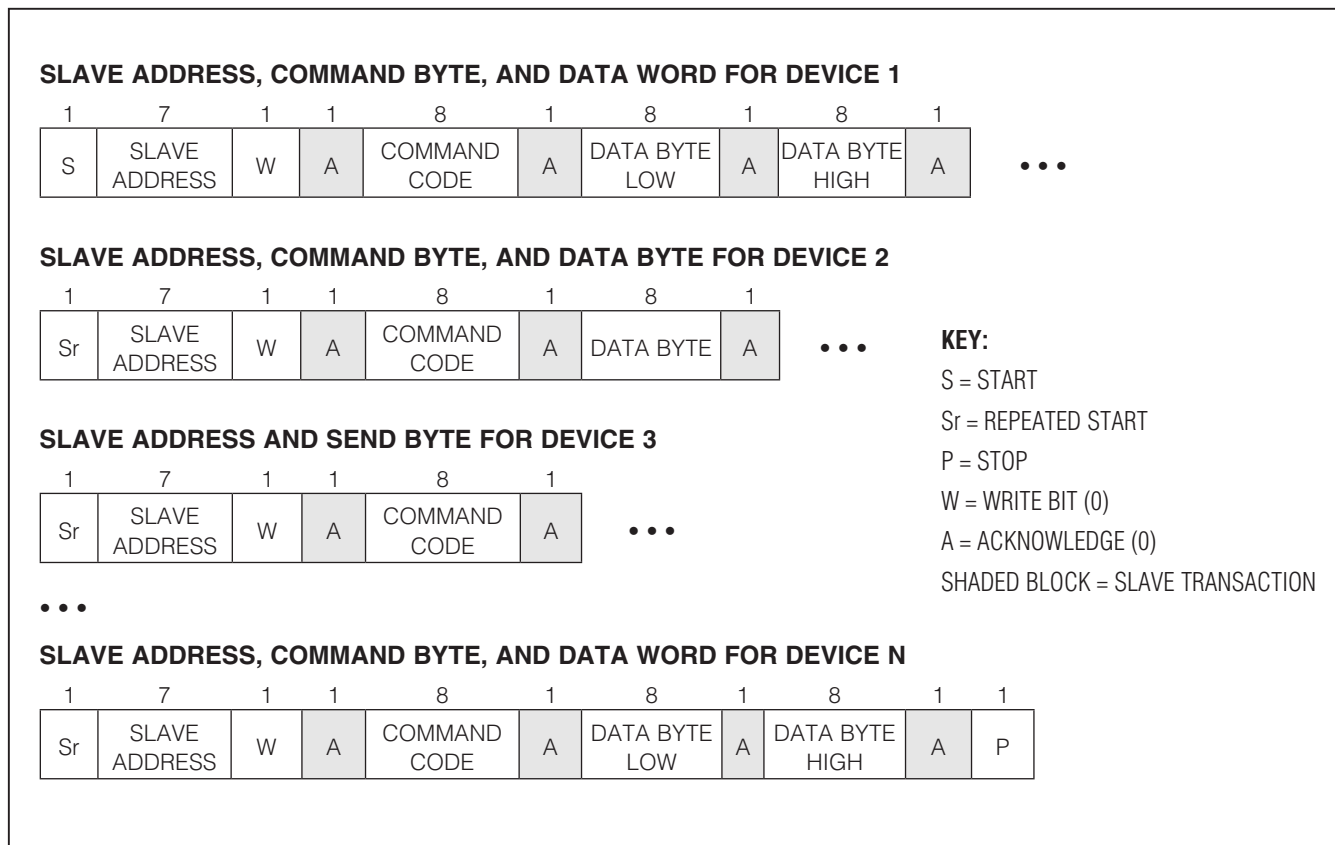 SLAVE ADDRESS, COMMAND BYTE, AND DATA WORD FOR DEVICE 1
1 7 1 1 8 1 8 1 8 1
S SLAVE ADDRESS W A COMMAND CODE A DATA BYTE LOW A DATA BYTE HIGH A •••
SLAVE ADDRESS, COMMAND BYTE, AND DATA BYTE FOR DEVICE 2
1 7 1 1 8 1 8 1
Sr SLAVE ADDRESS W A COMMAND CODE A DATA BYTE A •••
SLAVE ADDRESS AND SEND BYTE FOR DEVICE 3
1 7 1 1 8 1
Sr SLAVE ADDRESS W A COMMAND CODE A •••
•••
SLAVE ADDRESS, COMMAND BYTE, AND DATA WORD FOR DEVICE N
1 7 1 1 8 1 8 1 8 1 1
Sr SLAVE ADDRESS W A COMMAND CODE A DATA BYTE LOW A DATA BYTE HIGH A P
KEY:
S = START
Sr = REPEATED START
P = STOP
W = WRITE BIT (0)
A = ACKNOWLEDGE (0)
SHADED BLOCK = SLAVE TRANSACTION